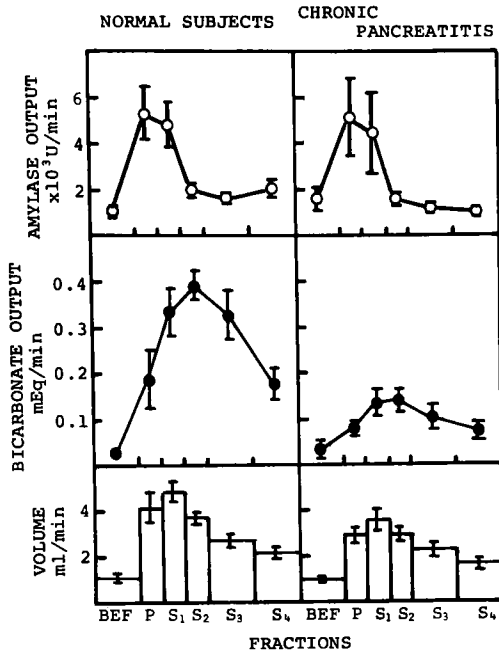 NORMAL SUBJECTS
CHRONIC
PANCREATITIS
AMYLASE OUTPUT
x10³U/min
6
4
2
BICARBONATE OUTPUT
mEq/min
0.4
0.3
0.2
0.1
VOLUME
ml/min
4
2
BEF P S₁ S₂ S₃ S₄ BEF P S₁ S₂ S₃ S₄
FRACTIONS